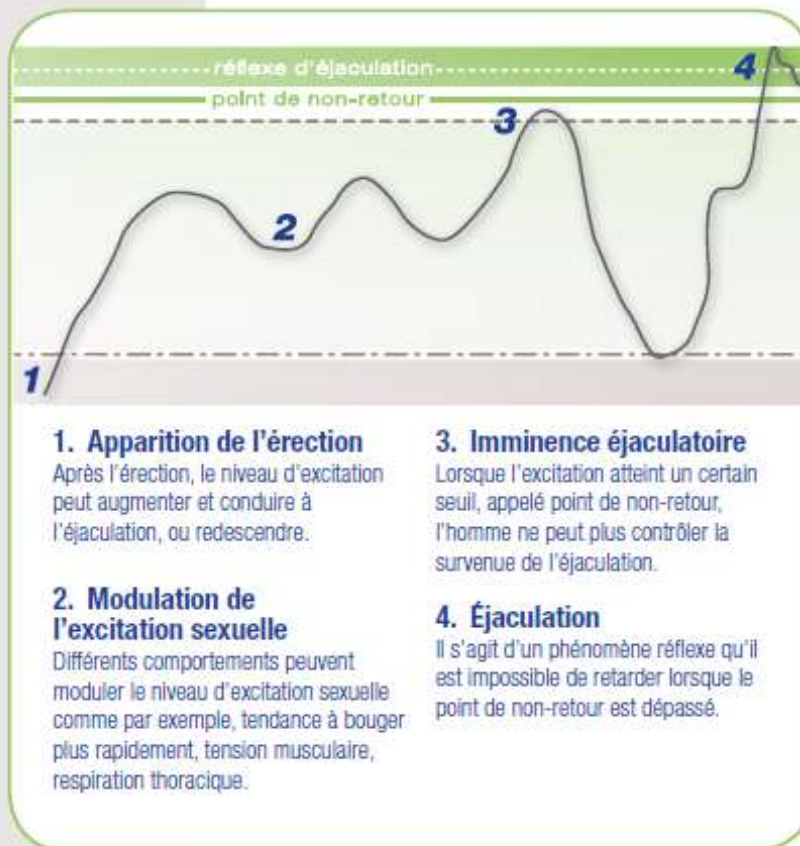 réflexe d'éjaculation
4
point de non-retour
3
2
1
1. Apparition de l'érection
Après l'érection, le niveau d'excitation
peut augmenter et conduire à
l'éjaculation, ou redescendre.
2. Modulation de
l'excitation sexuelle
Différents comportements peuvent
moduler le niveau d'excitation sexuelle
comme par exemple, tendance à bouger
plus rapidement, tension musculaire,
respiration thoracique.
3. Imminence éjaculatoire
Lorsque l'excitation atteint un certain
seuil, appelé point de non-retour,
l'homme ne peut plus contrôler la
survenue de l'éjaculation.
4. Éjaculation
Il s'agit d'un phénomène réflexe qu'il
est impossible de retarder lorsque le
point de non-retour est dépassé.